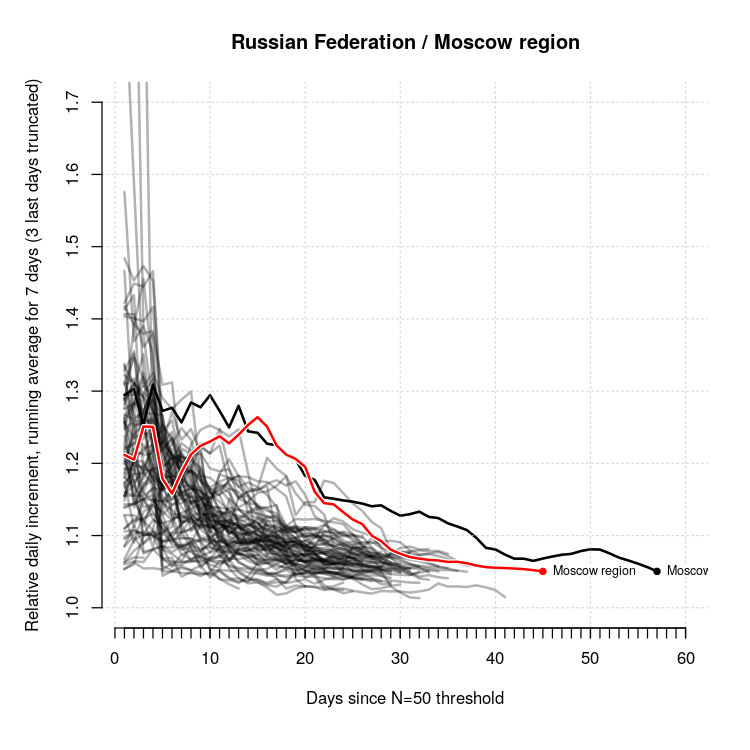 Russian Federation / Moscow region
Relative daily increment, running average for 7 days (3 last days truncated)
1.7
1.6
1.5
1.4
1.3
1.2
1.1
1.0
Moscow region
Moscow
0 10 20 30 40 50 60
Days since N=50 threshold